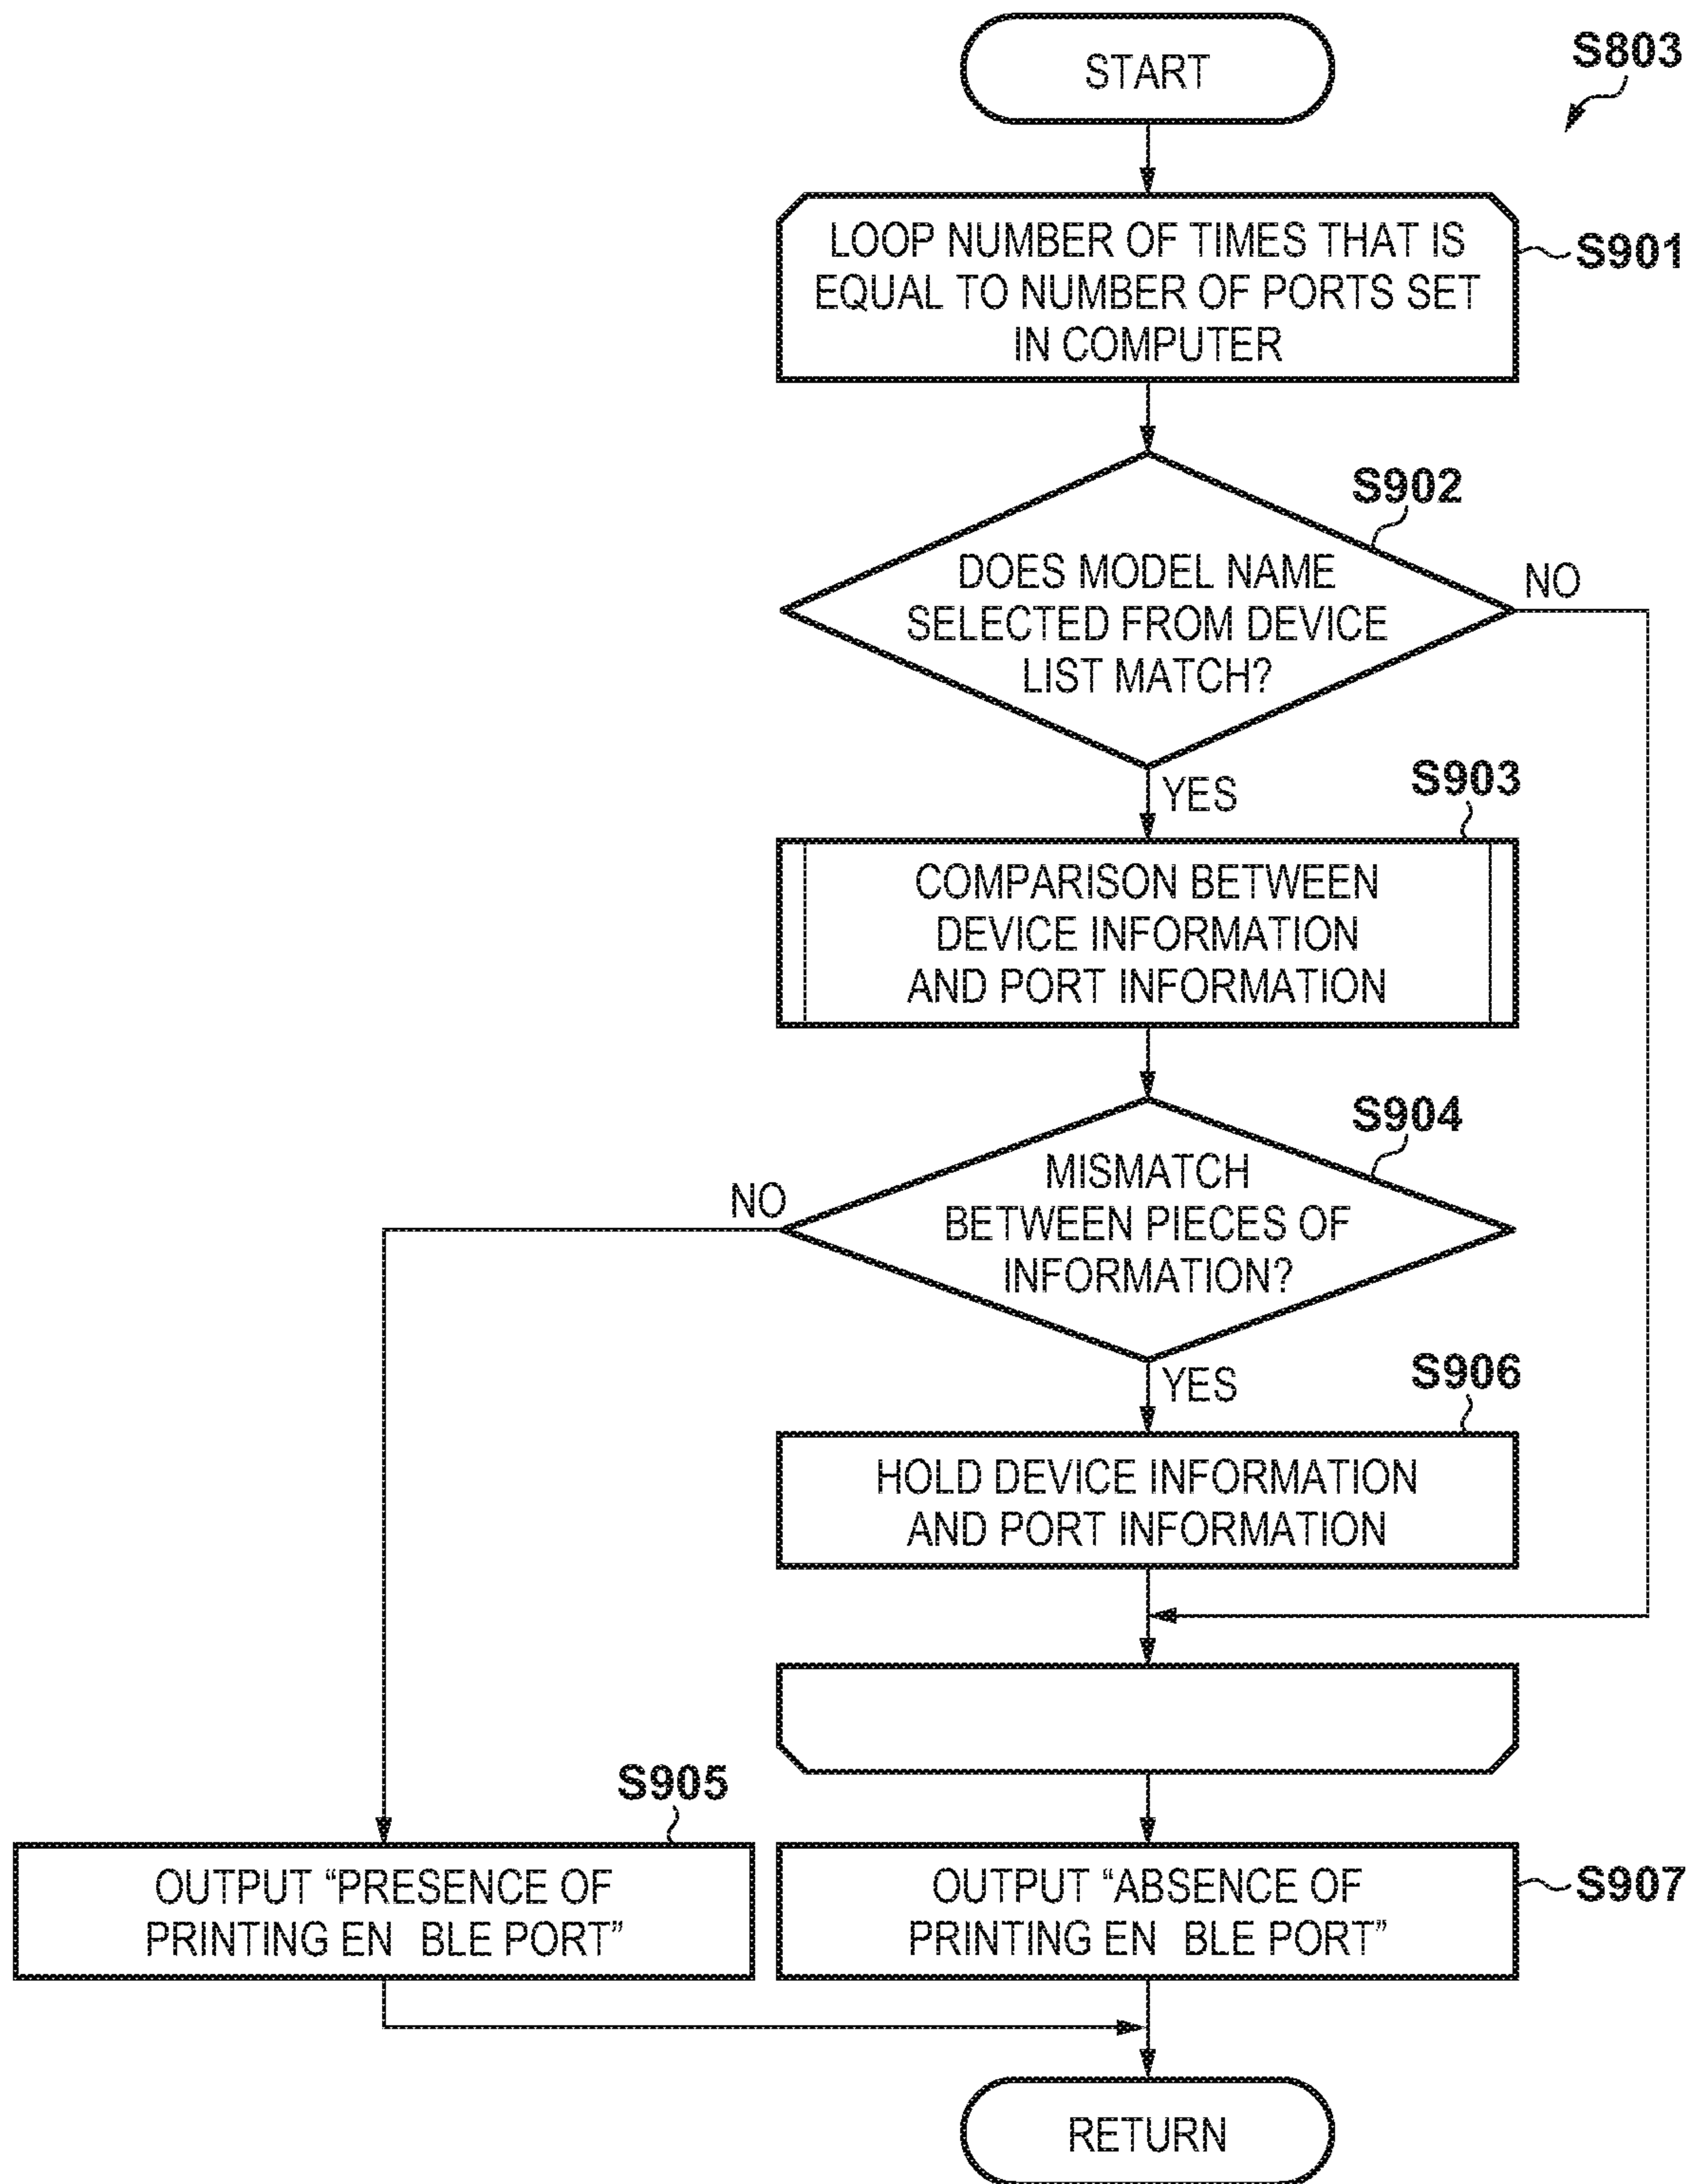 START
S803
LOOP NUMBER OF TIMES THAT IS
EQUAL TO NUMBER OF PORTS SET
IN COMPUTER
S901
S902
DOES MODEL NAME
SELECTED FROM DEVICE
LIST MATCH?
NO
YES
S903
COMPARISON BETWEEN
DEVICE INFORMATION
AND PORT INFORMATION
S904
MISMATCH
BETWEEN PIECES OF
INFORMATION?
NO
YES
S906
HOLD DEVICE INFORMATION
AND PORT INFORMATION
S905
OUTPUT “PRESENCE OF
PRINTING EN BLE PORT”
OUTPUT “ABSENCE OF
PRINTING EN BLE PORT”
S907
RETURN